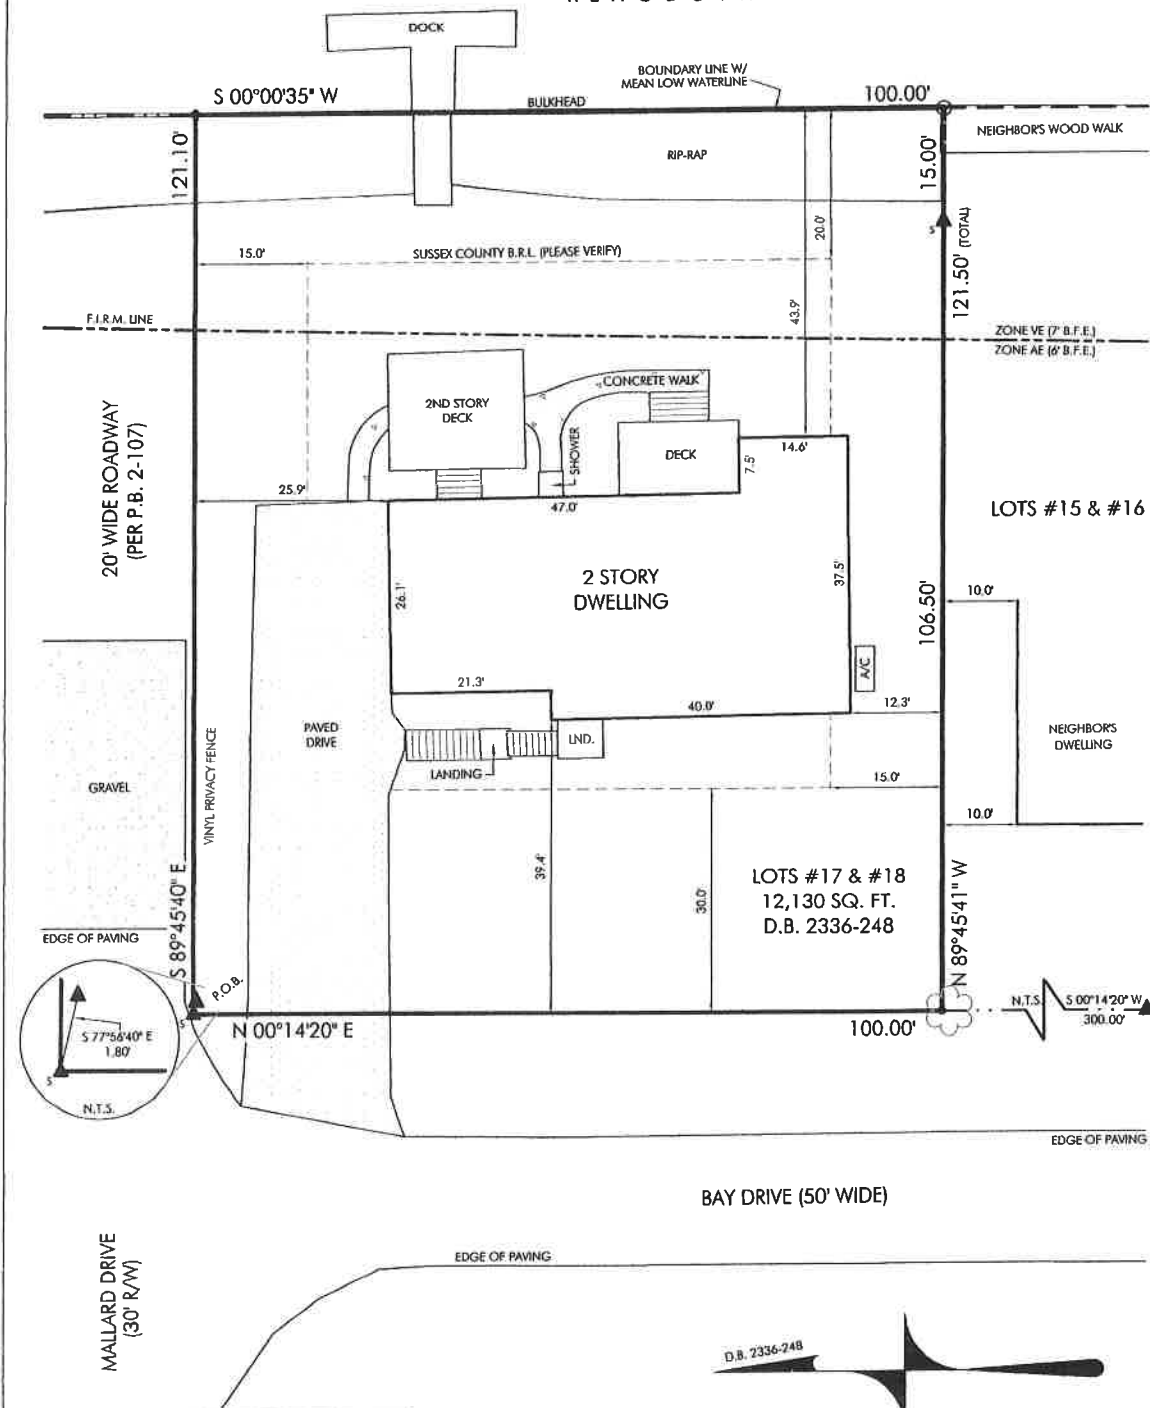 DOCK
BOUNDARY LINE W/
MEAN LOW WATERLINE
S 00°00'35" W
BULKHEAD
100.00'
NEIGHBOR'S WOOD WALK
121.10'
RIP-RAP
15.00'
S
121.50' (TOTAL)
20.0'
15.0'
SUSSEX COUNTY B.R.L. (PLEASE VERIFY)
43.9'
F.I.R.M. LINE
ZONE VE (7' B.F.E.)
ZONE AE (6' B.F.E.)
20' WIDE ROADWAY
(PER P.B. 2-107)
2ND STORY
DECK
CONCRETE WALK
SHOWER
DECK
7.5'
14.6'
25.9'
47.0'
LOTS #15 & #16
2 STORY
DWELLING
26.1'
37.5'
106.50'
10.0'
A/C
21.3'
40.0'
12.3'
PAVED
DRIVE
LND.
LANDING
NEIGHBOR'S
DWELLING
GRAVEL
VINYL PRIVACY FENCE
15.0'
10.0'
39.4'
30.0'
LOTS #17 & #18
12,130 SQ. FT.
D.B. 2336-248
S 89°45'40" E
N 89°45'41" W
EDGE OF PAVING
P.O.B.
S
N 00°14'20" E
100.00'
N.T.S.
S 00°14'20" W
300.00'
S 77°56'40" E
1.80'
S
N.T.S.
EDGE OF PAVING
BAY DRIVE (50' WIDE)
MALLARD DRIVE
(30' R/W)
EDGE OF PAVING
D.B. 2336-248